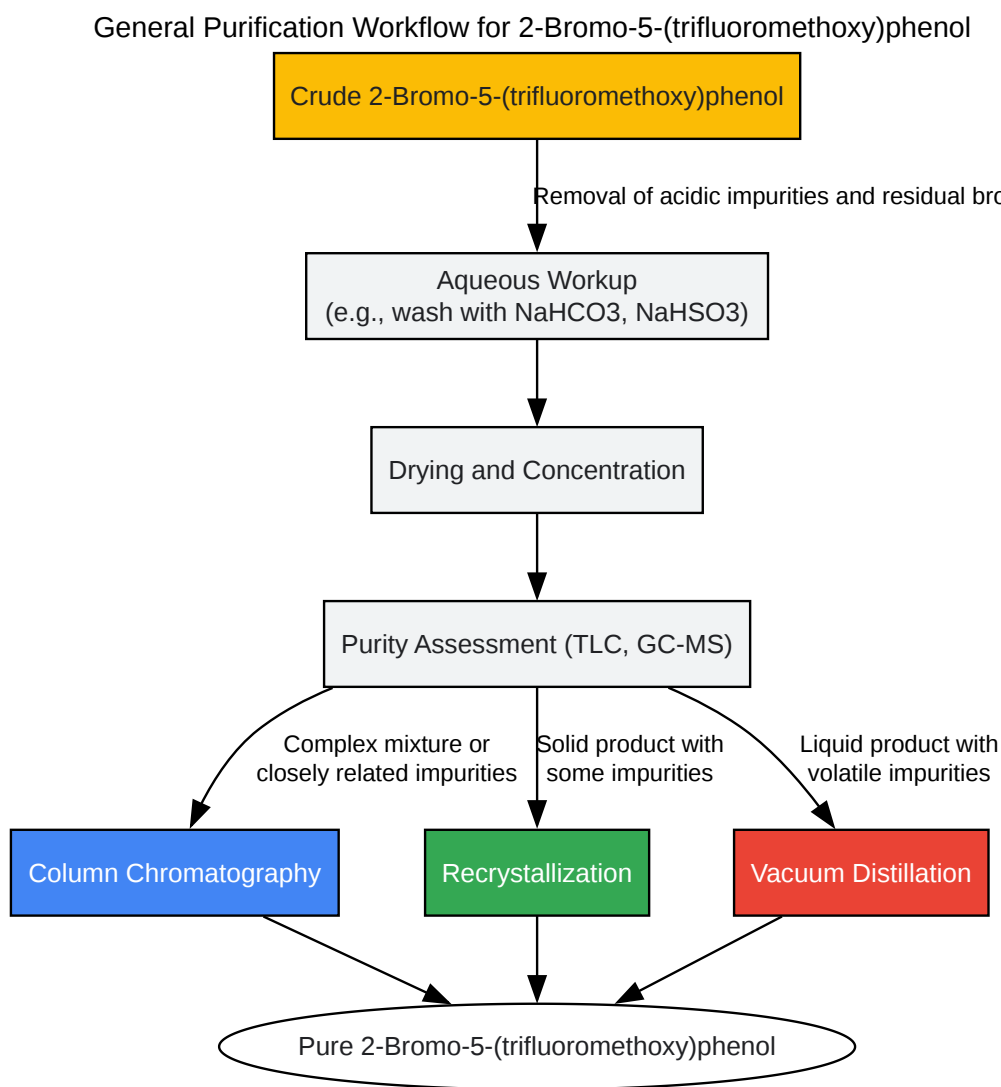 General Purification Workflow for 2-Bromo-5-(trifluoromethoxy)phenol
Crude 2-Bromo-5-(trifluoromethoxy)phenol
Removal of acidic impurities and residual bro
Aqueous Workup
(e.g., wash with NaHCO3, NaHSO3)
Drying and Concentration
Purity Assessment (TLC, GC-MS)
Complex mixture or
closely related impurities
Solid product with
some impurities
Liquid product with
volatile impurities
Column Chromatography
Recrystallization
Vacuum Distillation
Pure 2-Bromo-5-(trifluoromethoxy)phenol